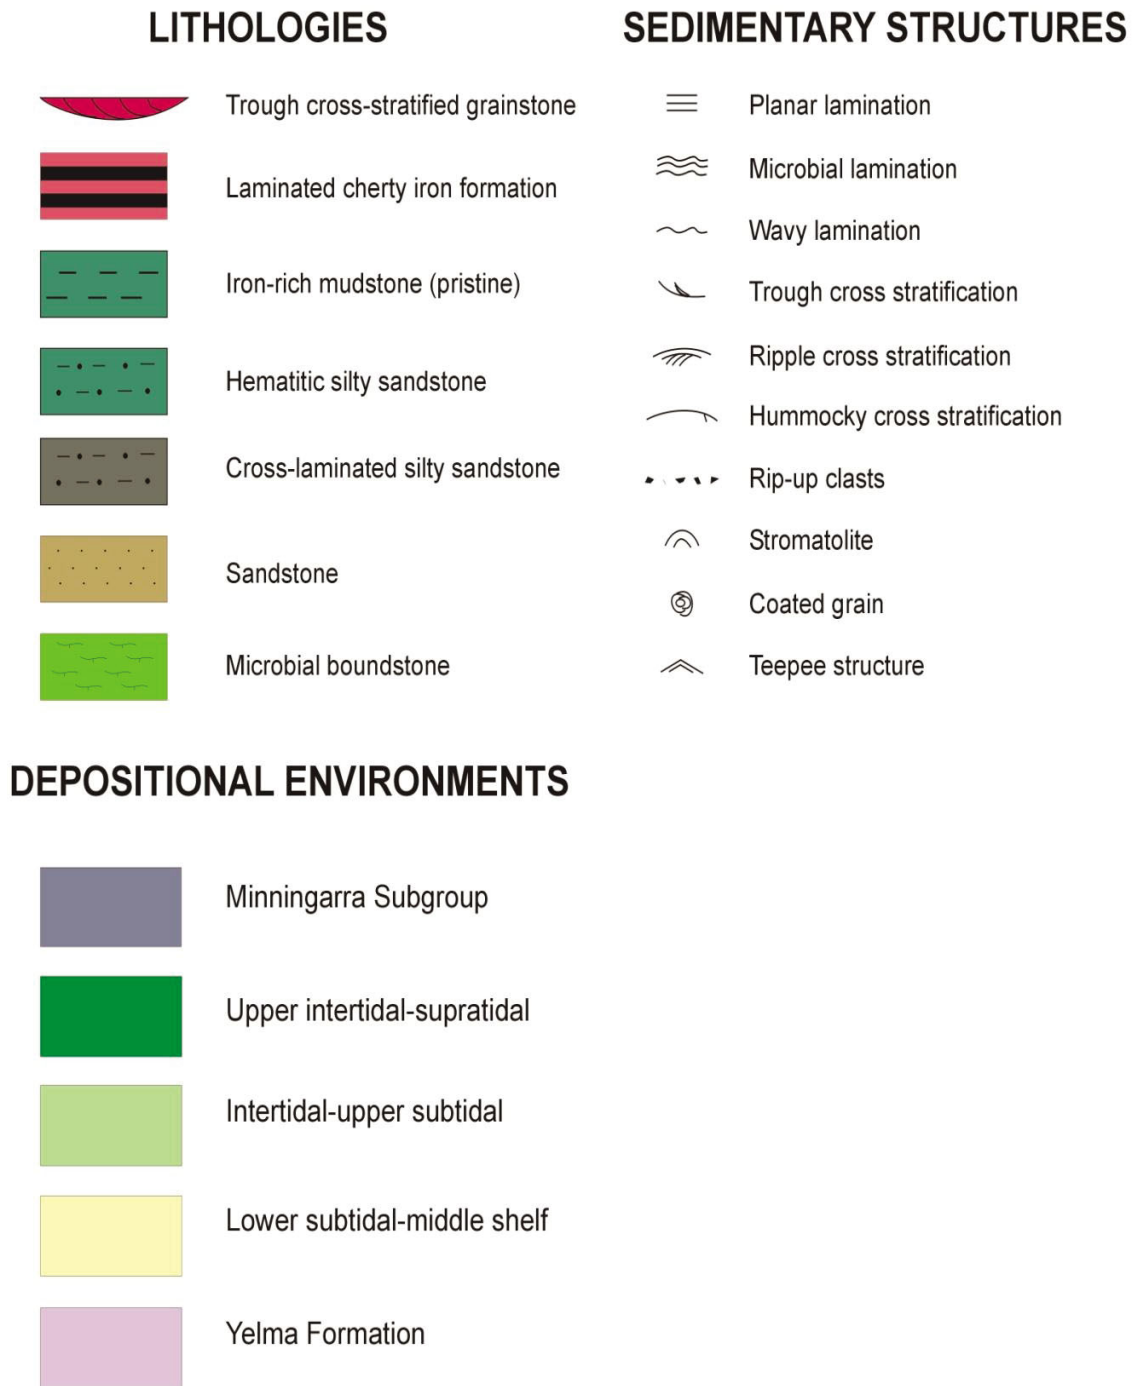 LITHOLOGIES
Trough cross-stratified grainstone
Laminated cherty iron formation
Iron-rich mudstone (pristine)
Hematitic silty sandstone
Cross-laminated silty sandstone
Sandstone
Microbial boundstone
SEDIMENTARY STRUCTURES
Planar lamination
Microbial lamination
Wavy lamination
Trough cross stratification
Ripple cross stratification
Hummocky cross stratification
Rip-up clasts
Stromatolite
Coated grain
Teepee structure
DEPOSITIONAL ENVIRONMENTS
Minningarra Subgroup
Upper intertidal-supratidal
Intertidal-upper subtidal
Lower subtidal-middle shelf
Yelma Formation